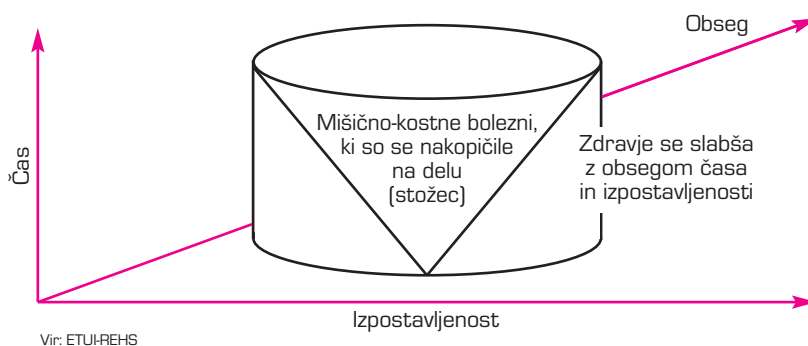 Obseg
Čas
Mišično-kostne bolezni,
ki so se nakopičile
na delu
(stožec)
Zdravje se slabša
z obsegom časa
in izpostavljenosti
Izpostavljenost
Vir: ETUI-REHS